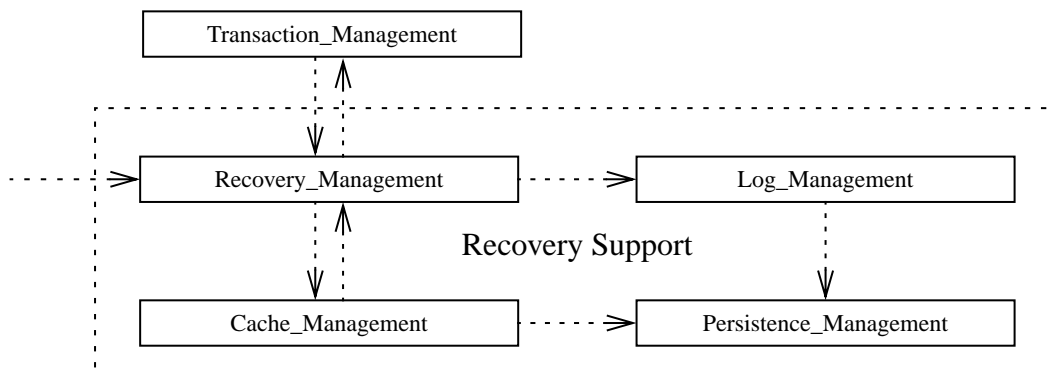 Transaction_Management
Recovery_Management
Log_Management
Recovery Support
Cache_Management
Persistence_Management